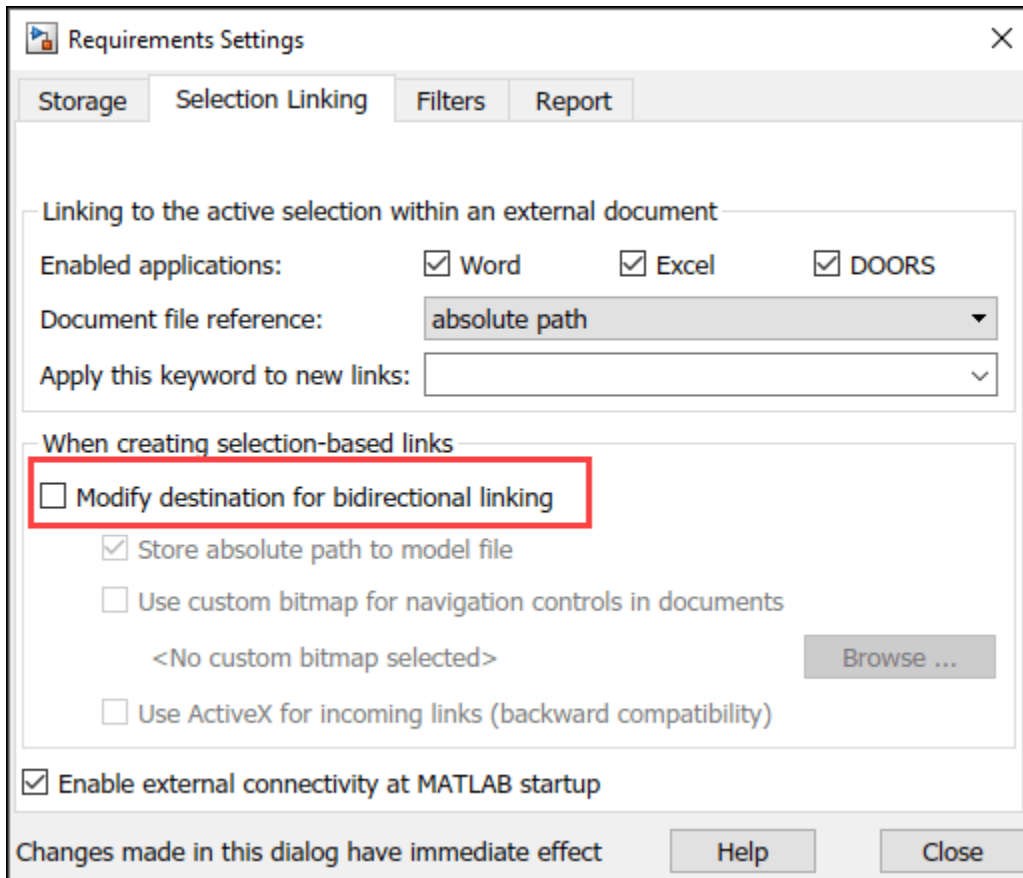 Requirements Settings
Storage Selection Linking Filters Report
Linking to the active selection within an external document
Enabled applications: Word Excel DOORS
Document file reference: absolute path
Apply this keyword to new links:
When creating selection-based links
Modify destination for bidirectional linking
Store absolute path to model file
Use custom bitmap for navigation controls in documents
<No custom bitmap selected> Browse ...
Use ActiveX for incoming links (backward compatibility)
Enable external connectivity at MATLAB startup
Changes made in this dialog have immediate effect Help Close